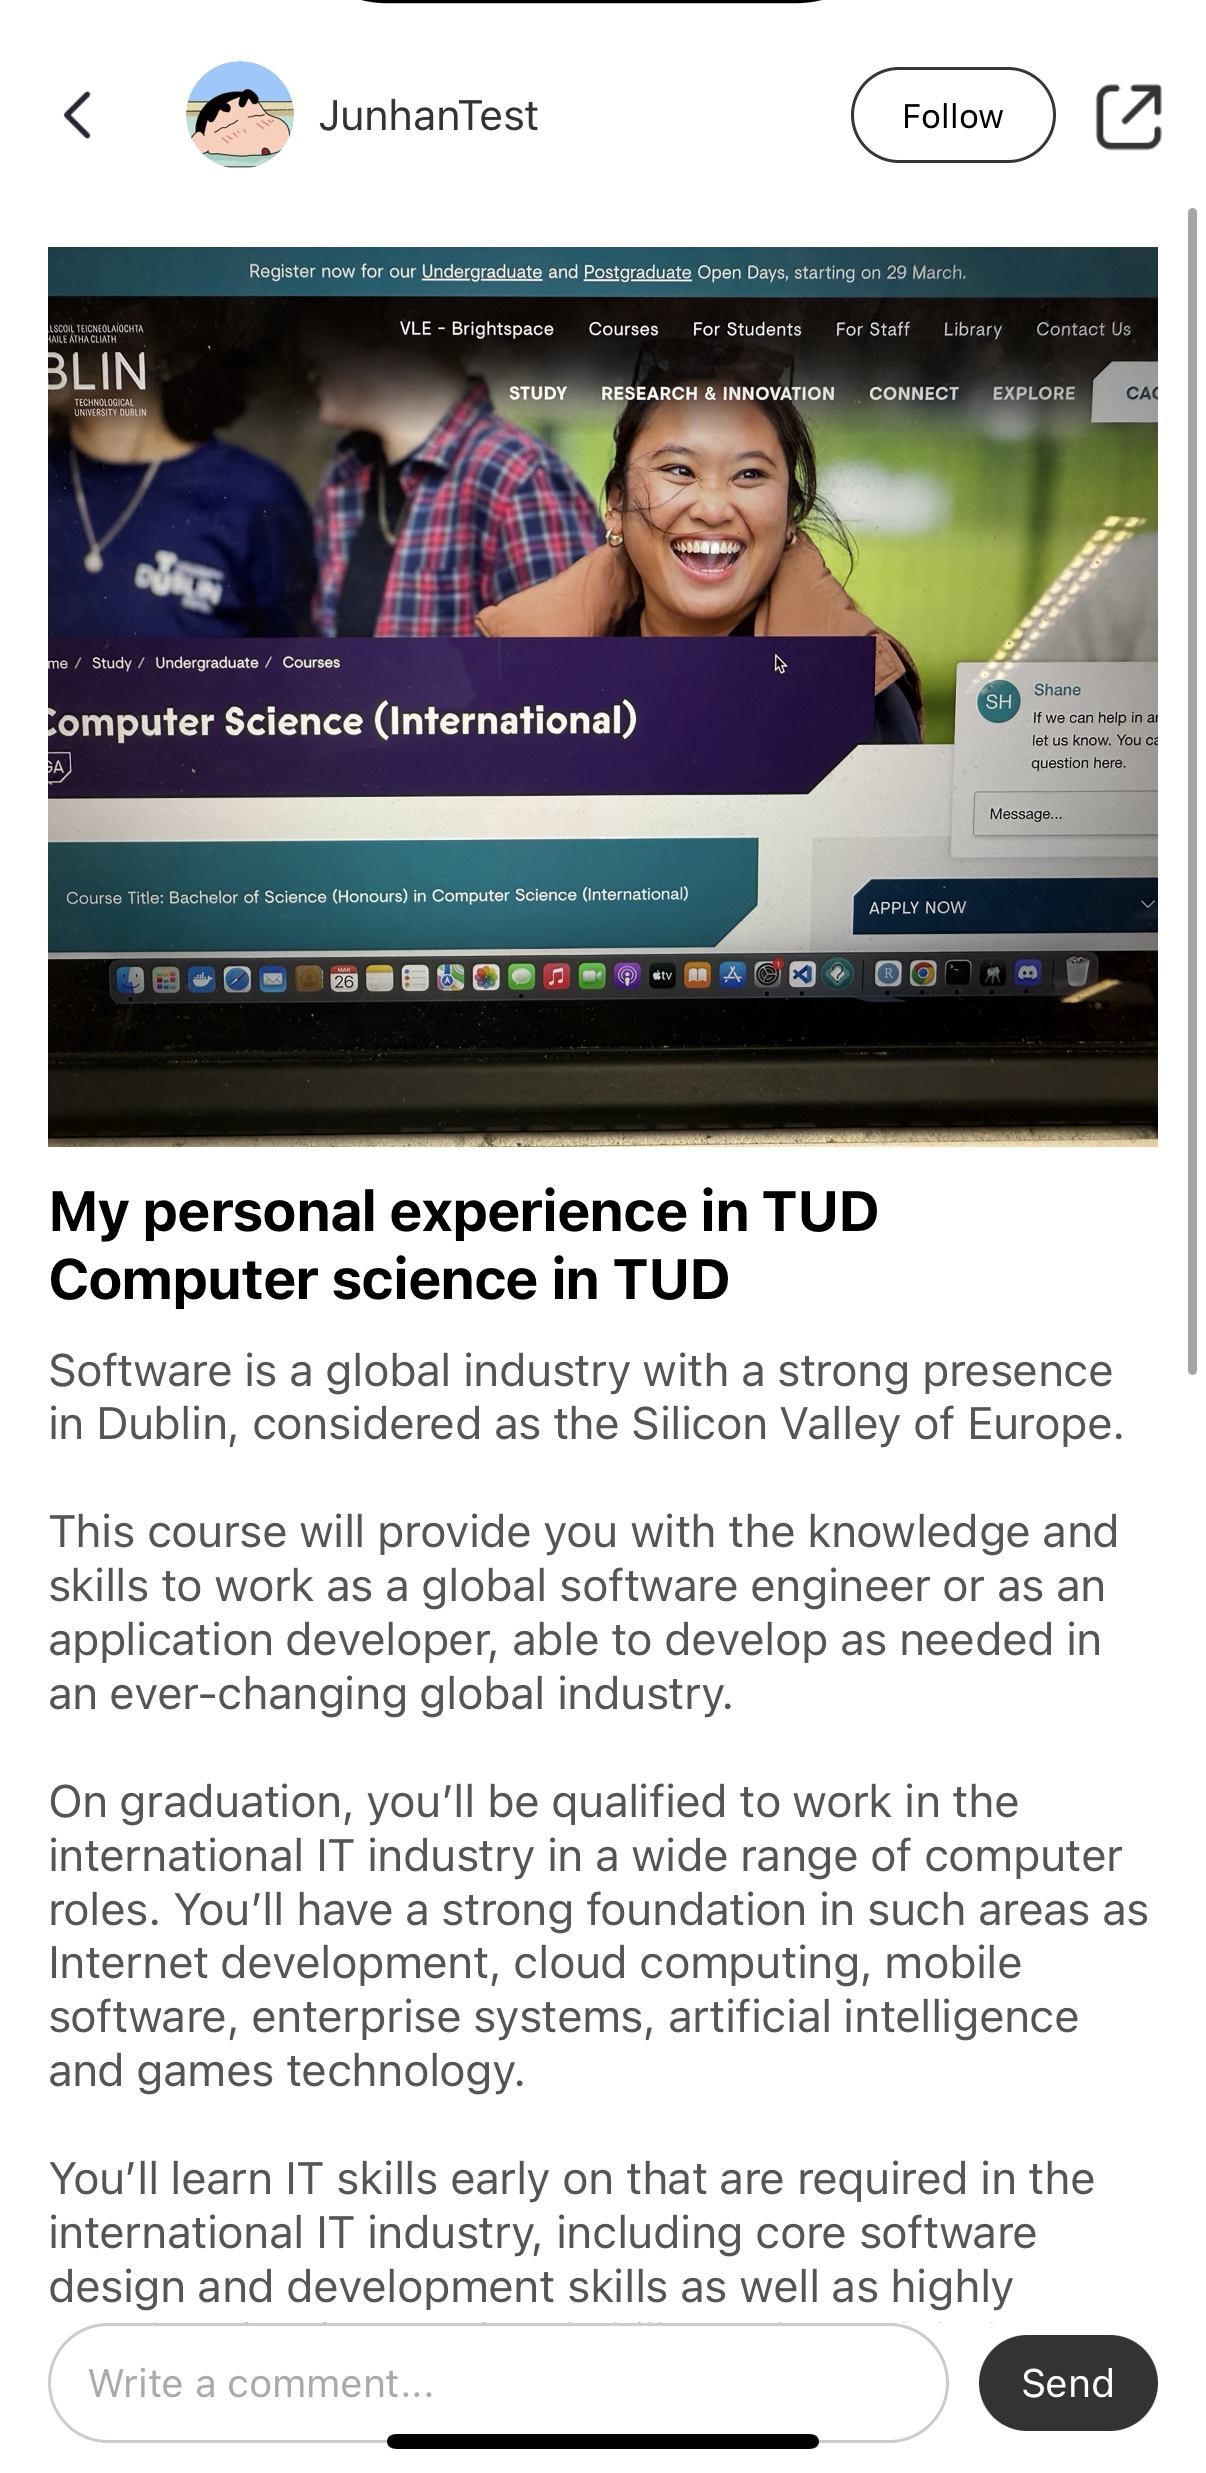 JunhanTest
Follow
Register now for our Undergraduate and Postgraduate Open Days, starting on 29 March.
VLE - Brightspace Courses For Students For Staff Library Contact Us
BLIN
TECHNOLOGICAL
UNIVERSITY DUBLIN
STUDY RESEARCH & INNOVATION CONNECT EXPLORE
DUBLIN
me / Study / Undergraduate / Courses
Computer Science (International)
SH Shane
If we can help in an
let us know. You ca
question here.
Message...
Course Title: Bachelor of Science (Honours) in Computer Science (International)
APPLY NOW
MAR
26
tv
R
My personal experience in TUD
Computer science in TUD
Software is a global industry with a strong presence
in Dublin, considered as the Silicon Valley of Europe.
This course will provide you with the knowledge and
skills to work as a global software engineer or as an
application developer, able to develop as needed in
an ever-changing global industry.
On graduation, you’ll be qualified to work in the
international IT industry in a wide range of computer
roles. You’ll have a strong foundation in such areas as
Internet development, cloud computing, mobile
software, enterprise systems, artificial intelligence
and games technology.
You’ll learn IT skills early on that are required in the
international IT industry, including core software
design and development skills as well as highly
Write a comment...
Send